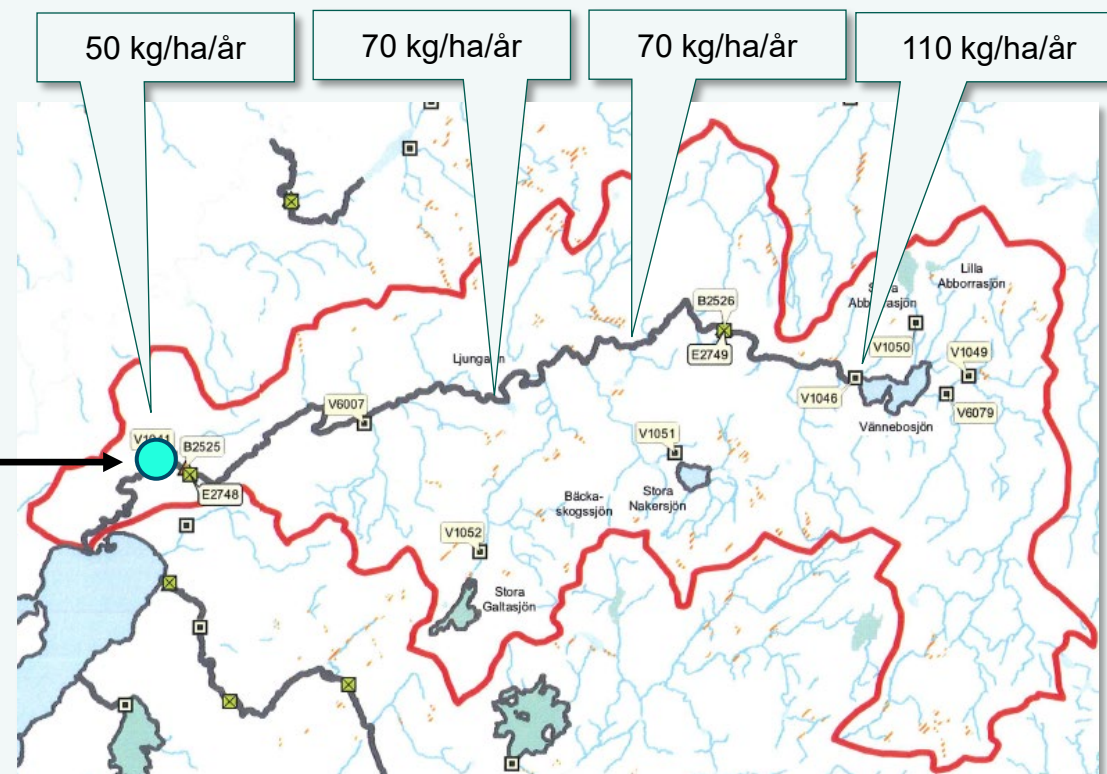 50 kg/ha/år
70 kg/ha/år
70 kg/ha/år
110 kg/ha/år
Lilla
Abborrasjön
B2526
E2749
V1050
V1049
V1046
V6079
Vännebosjön
Ljungaån
V6007
V1051
B2525
E2748
Bäcka-
skogssjön
Stora
Nakersjön
V1052
Stora
Galtasjön